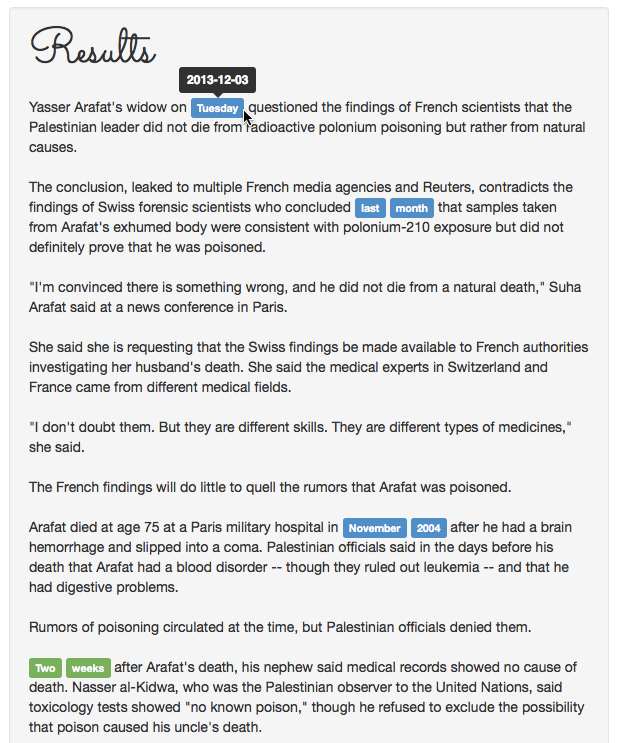 Results
2013-12-03
Yasser Arafat's widow on Tuesday, questioned the findings of French scientists that the
Palestinian leader did not die from radioactive polonium poisoning but rather from natural
causes.
The conclusion, leaked to multiple French media agencies and Reuters, contradicts the
findings of Swiss forensic scientists who concluded last month that samples taken
from Arafat's exhumed body were consistent with polonium-210 exposure but did not
definitely prove that he was poisoned.
"I'm convinced there is something wrong, and he did not die from a natural death," Suha
Arafat said at a news conference in Paris.
She said she is requesting that the Swiss findings be made available to French authorities
investigating her husband's death. She said the medical experts in Switzerland and
France came from different medical fields.
"I don't doubt them. But they are different skills. They are different types of medicines,"
she said.
The French findings will do little to quell the rumors that Arafat was poisoned.
Arafat died at age 75 at a Paris military hospital in November 2004 after he had a brain
hemorrhage and slipped into a coma. Palestinian officials said in the days before his
death that Arafat had a blood disorder -- though they ruled out leukemia -- and that he
had digestive problems.
Rumors of poisoning circulated at the time, but Palestinian officials denied them.
Two weeks after Arafat's death, his nephew said medical records showed no cause of
death. Nasser al-Kidwa, who was the Palestinian observer to the United Nations, said
toxicology tests showed "no known poison," though he refused to exclude the possibility
that poison caused his uncle's death.